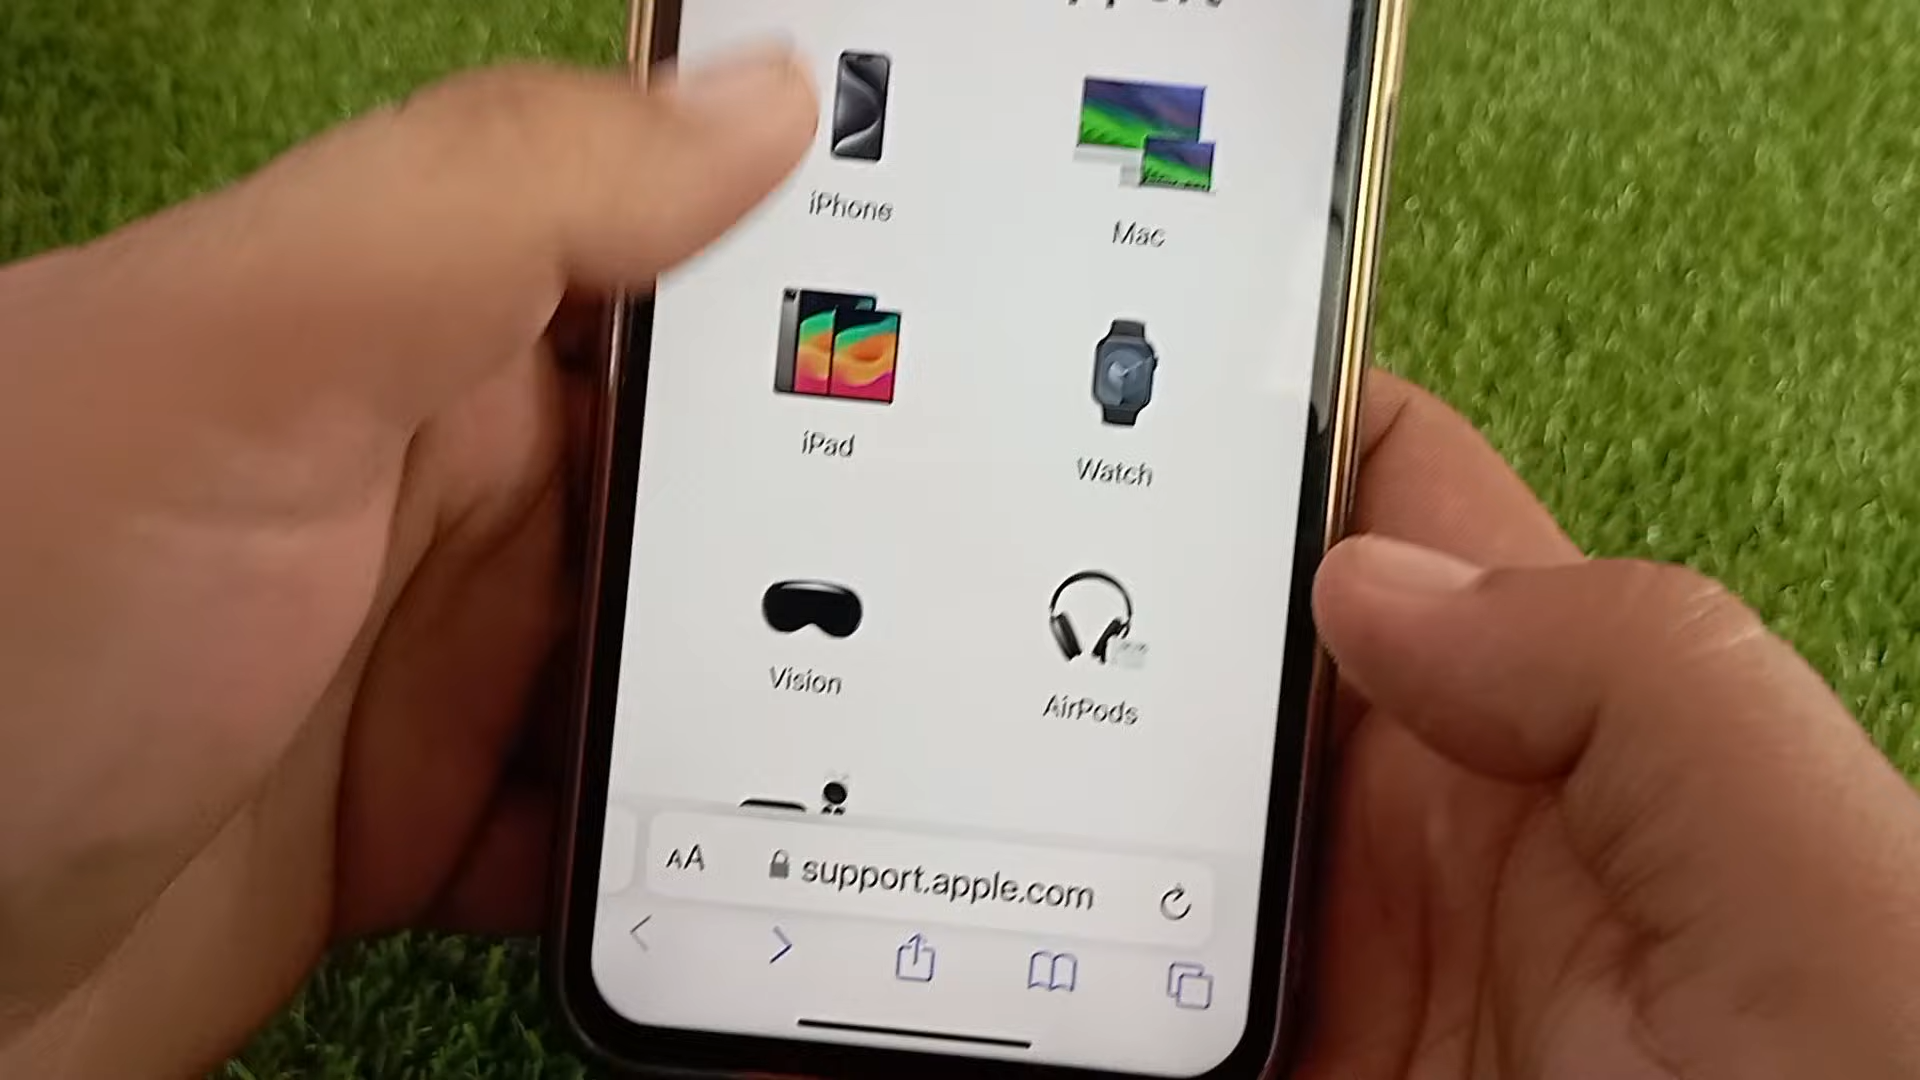 iPhone
Mac
iPad
Watch
Vision
AirPods
AA
support.apple.com